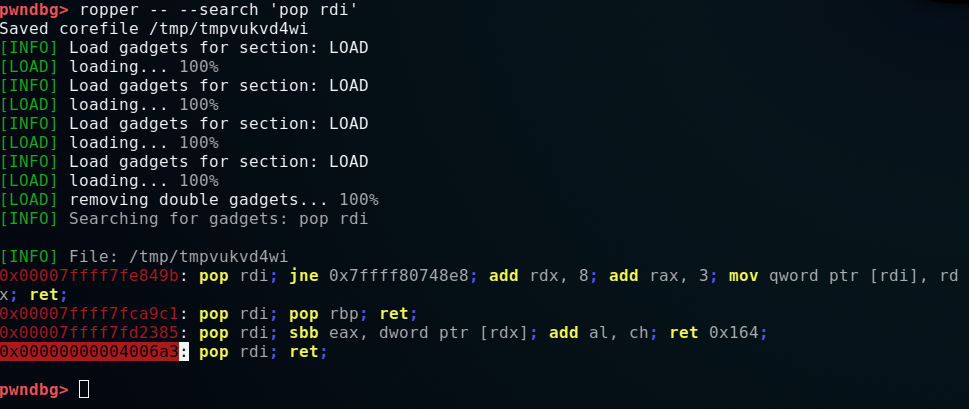 pwndbg> ropper -- --search 'pop rdi'
Saved corefile /tmp/tmpvukvd4wi
[INFO] Load gadgets for section: LOAD
[LOAD] loading... 100%
[INFO] Load gadgets for section: LOAD
[LOAD] loading... 100%
[INFO] Load gadgets for section: LOAD
[LOAD] loading... 100%
[INFO] Load gadgets for section: LOAD
[LOAD] loading... 100%
[LOAD] removing double gadgets... 100%
[INFO] Searching for gadgets: pop rdi
[INFO] File: /tmp/tmpvukvd4wi
0x00007ffff7fe849b: pop rdi; jne 0x7ffff80748e8; add rdx, 8; add rax, 3; mov qword ptr [rdi], rd
x; ret;
0x00007ffff7fca9c1: pop rdi; pop rbp; ret;
0x00007ffff7fd2385: pop rdi; sbb eax, dword ptr [rdx]; add al, ch; ret 0x164;
0x00000000004006a3: pop rdi; ret;
pwndbg>